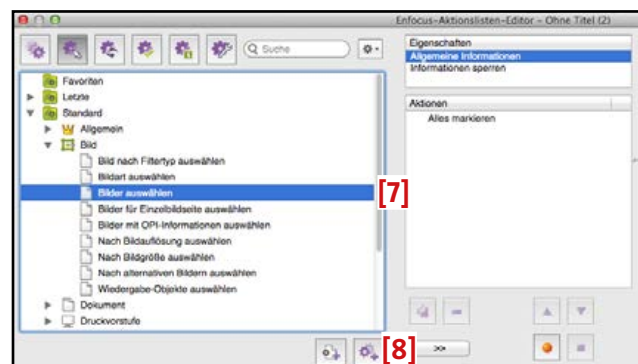 Enfocus-Aktionslisten-Editor – Ohne Titel (2)
Suche
Favoriten
Letzte
Standard
Allgemein
Bild
Bild nach Filtertyp auswählen
Bildart auswählen
Bilder auswählen
Bilder für Einzelbildseite auswählen
Bilder mit OPI-Informationen auswählen
Nach Bildauflösung auswählen
Nach Bildgröße auswählen
Nach alternativen Bildern auswählen
Wiedergabe-Objekte auswählen
Dokument
Druckvorstufe
[7]
[8]
Eigenschaften
Allgemeine Informationen
Informationen sperren
Aktionen
Alles markieren
>>